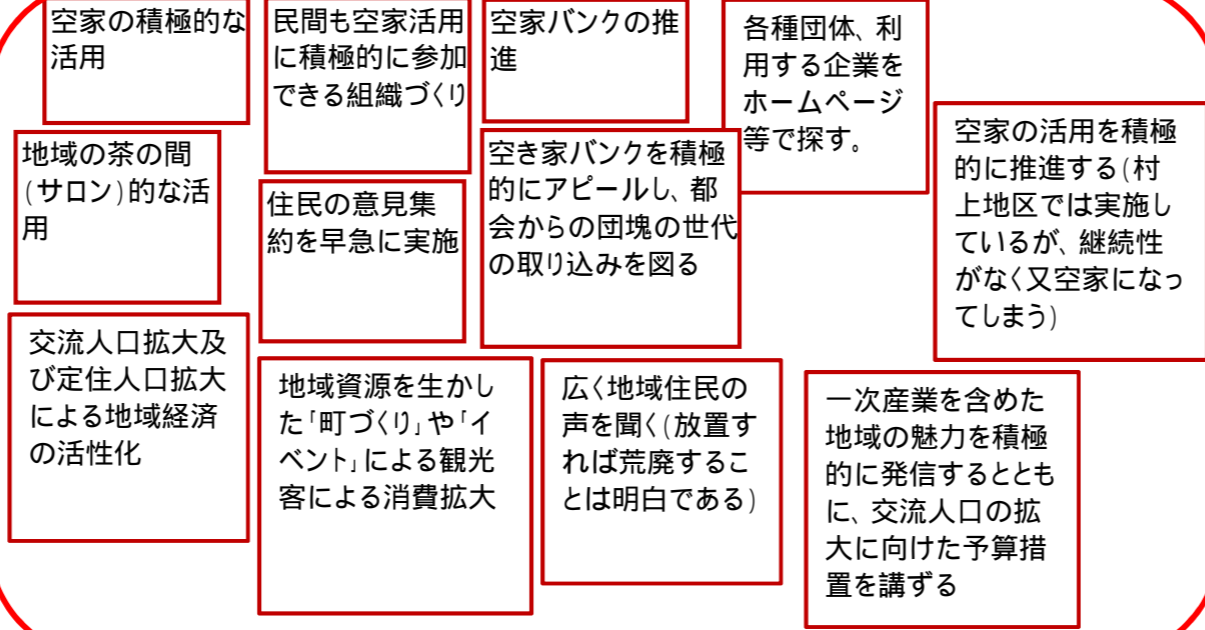 空家の積極的な
活用
民間も空家活用
に積極的に参加
できる組織づくり
空家バンクの推
進
各種団体、利
用する企業を
ホームページ
等で探す。
地域の茶の間
(サロン)的な活
用
住民の意見集
約を早急に実施
空き家バンクを積極
的にアピールし、都
会からの団塊の世代
の取り込みを図る
空家の活用を積極
的に推進する(村
上地区では実施し
ているが、継続性
がなく又空家になっ
てしまう)
交流人口拡大及
び定住人口拡大
による地域経済
の活性化
地域資源を生かし
た「町づくり」や「イ
ベント」による観光
客による消費拡大
広く地域住民の
声を聞く(放置す
れば荒廃するこ
とは明白である)
一次産業を含めた
地域の魅力を積極
的に発信するととも
に、交流人口の拡
大に向けた予算措
置を講ずる